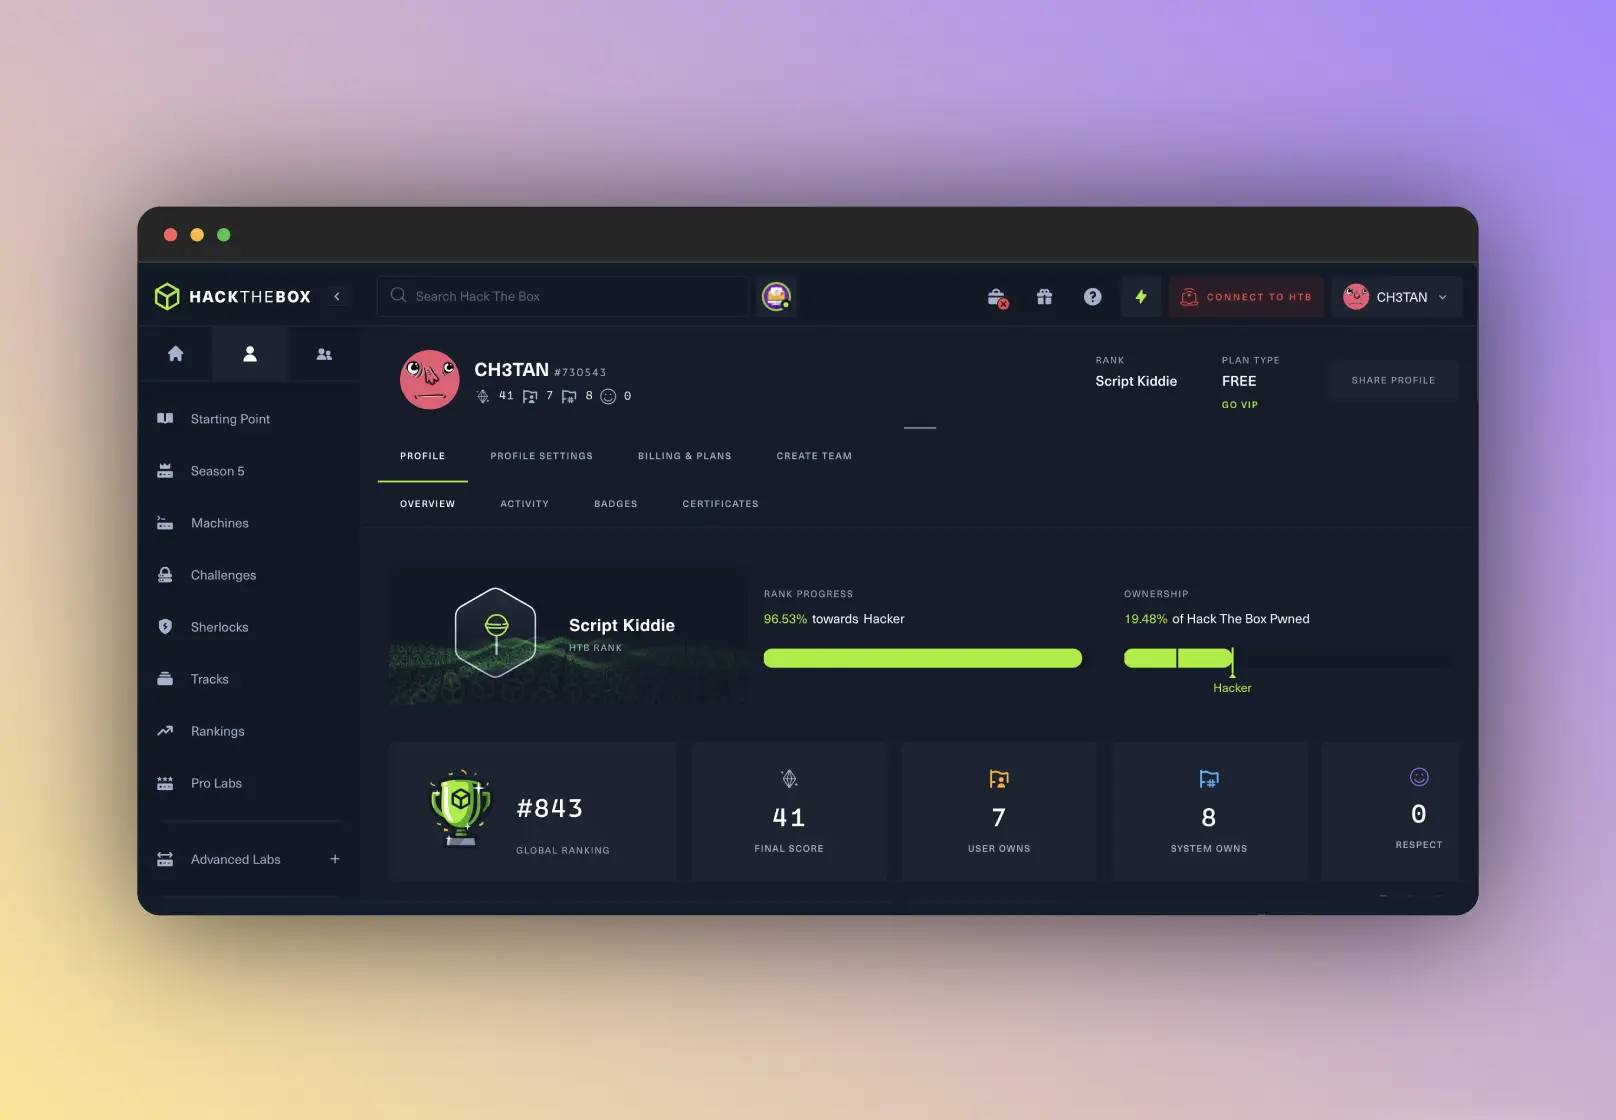 HACKTHEBOX
Search Hack The Box
CONNECT TO HTB
CH3TAN
Starting Point
Season 5
Machines
Challenges
Sherlocks
Tracks
Rankings
Pro Labs
Advanced Labs +
CH3TAN #730543
41 7 8 0
RANK
Script Kiddie
PLAN TYPE
FREE
GO VIP
SHARE PROFILE
PROFILE PROFILE SETTINGS BILLING & PLANS CREATE TEAM
OVERVIEW ACTIVITY BADGES CERTIFICATES
Script Kiddie
HTB RANK
RANK PROGRESS
96.53% towards Hacker
OWNERSHIP
19.48% of Hack The Box Pwned
Hacker
#843
GLOBAL RANKING
41
FINAL SCORE
7
USER OWNS
8
SYSTEM OWNS
0
RESPECT